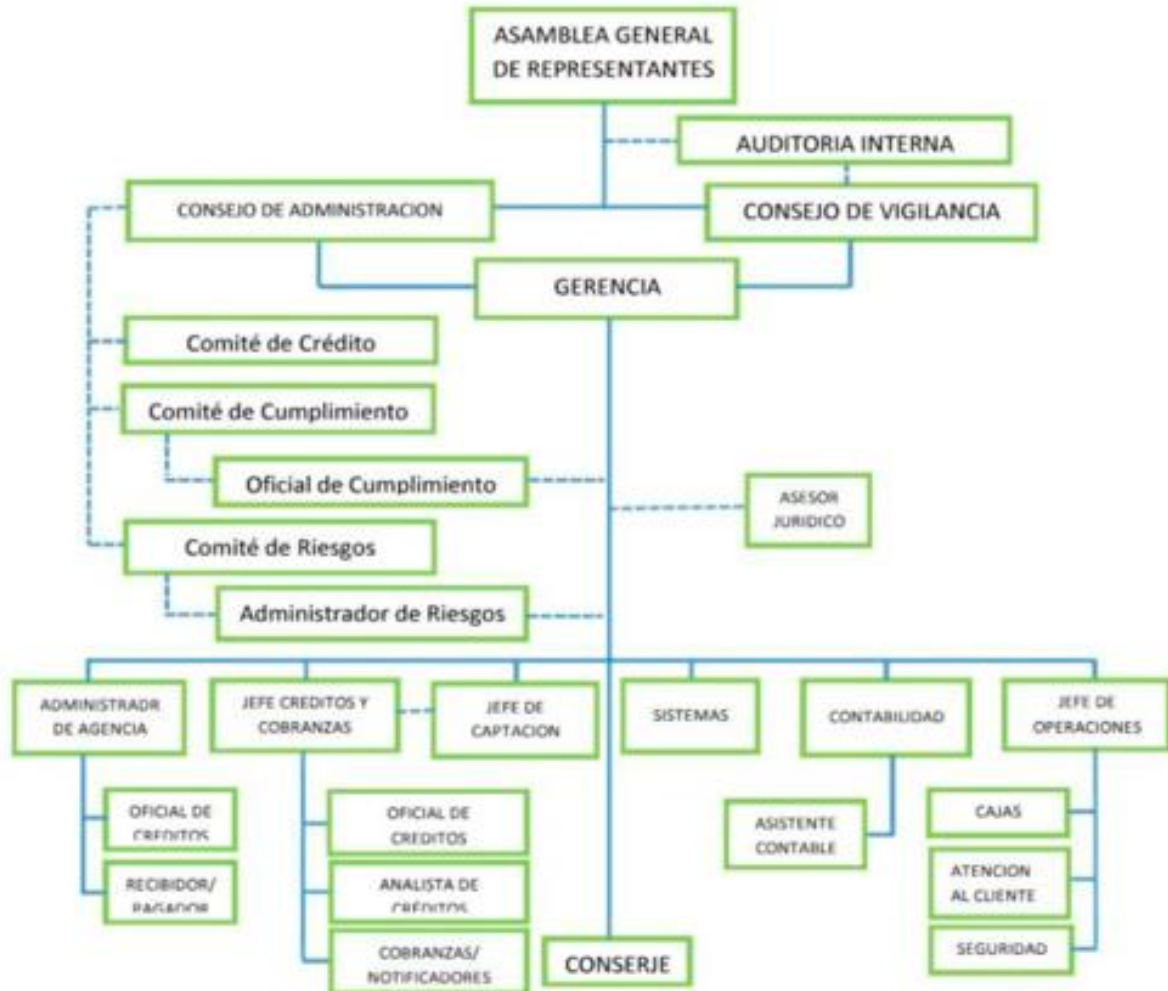 ASAMBLEA GENERAL
DE REPRESENTANTES
AUDITORIA INTERNA
CONSEJO DE ADMINISTRACION
CONSEJO DE VIGILANCIA
GERENCIA
Comité de Crédito
Comité de Cumplimiento
Oficial de Cumplimiento
ASESOR
JURIDICO
Comité de Riesgos
Administrador de Riesgos
ADMINISTRADR
DE AGENCIA
JEFE CREDITOS Y
COBRANZAS
JEFE DE
CAPTACION
SISTEMAS
CONTABILIDAD
JEFE DE
OPERACIONES
OFICIAL DE
CREDITOS
RECIBIDOR/
PAGADOR
OFICIAL DE
CREDITOS
ANALISTA DE
CRÉDITOS
COBRANZAS/
NOTIFICADORES
CONSERJE
ASISTENTE
CONTABLE
CAJAS
ATENCION
AL CLIENTE
SEGURIDAD